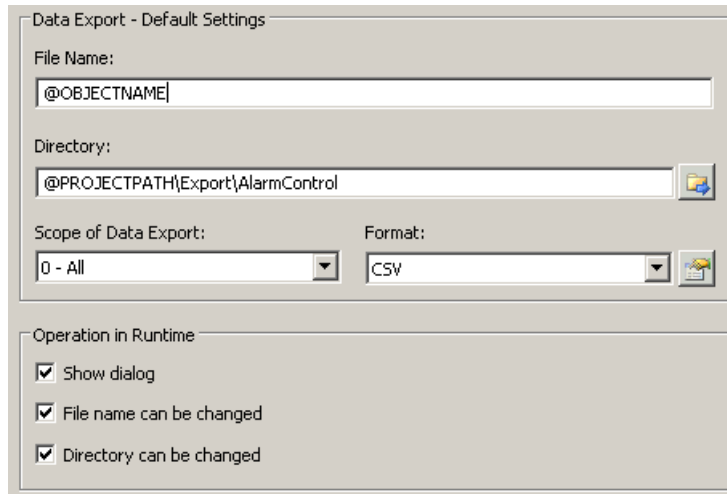 Data Export - Default Settings
File Name:
@OBJECTNAME
Directory:
@PROJECTPATH\Export\AlarmControl
Scope of Data Export: Format:
0 - All CSV
Operation in Runtime
Show dialog
File name can be changed
Directory can be changed